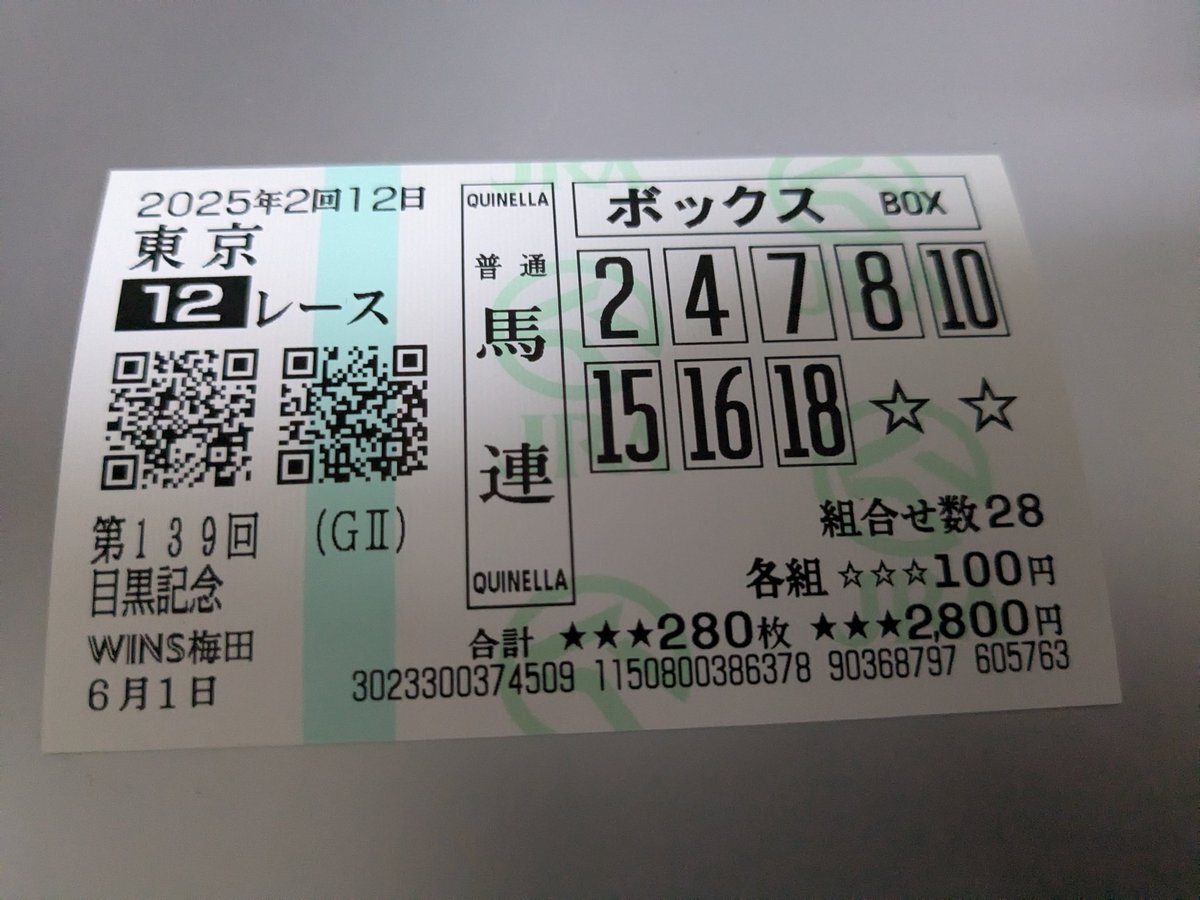 2025年2回12日
東京
12レース
第139回 (GⅡ)
目黒記念
WINS梅田
6月1日
QUINELLA
普通
馬
連
QUINELLA
ボックス BOX
2 4 7 8 10
15 16 18 ☆ ☆
組合せ数28
各組 ☆☆☆100円
合計 ★★★280枚 ★★★2,800円
3023300374509 1150800386378 90368797 605763
JRA
JRA
JRA